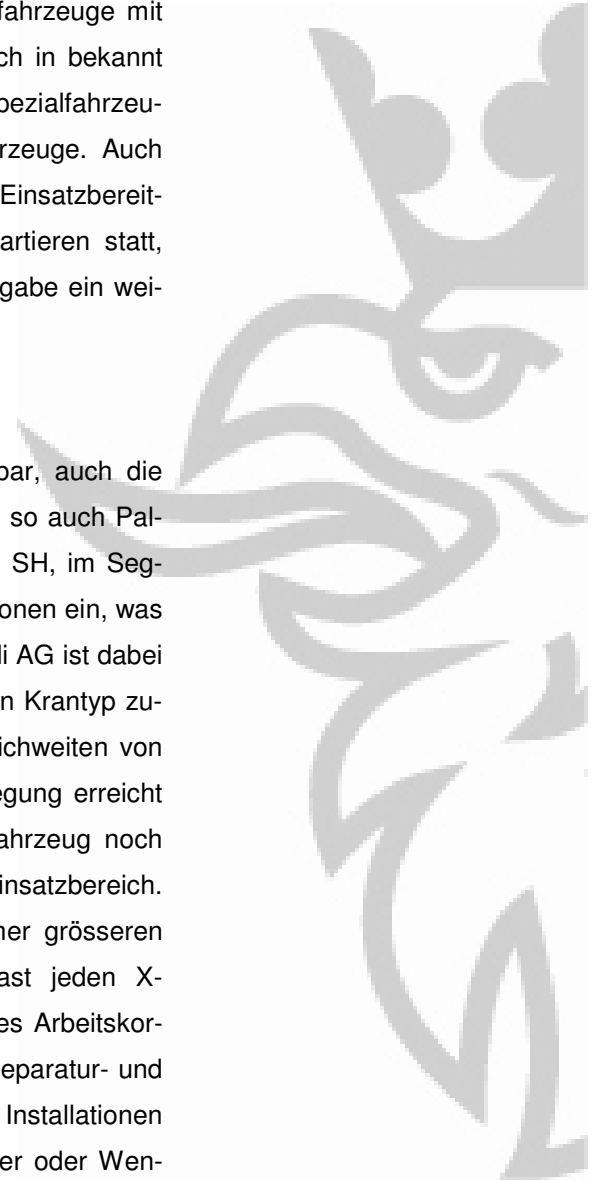 fahrzeuge mit
ch in bekannt
pezialfahrzeu-
rzeuge. Auch
Einsatzbereit-
artieren statt,
gabe ein wei-
bar, auch die
so auch Pal-
SH, im Seg-
onen ein, was
li AG ist dabei
n Krantyp zu-
ichweiten von
egung erreicht
ahrzeug noch
insatzbereich.
ner grösseren
ast jeden X-
es Arbeitskor-
eparatur- und
Installationen
er oder Wen-